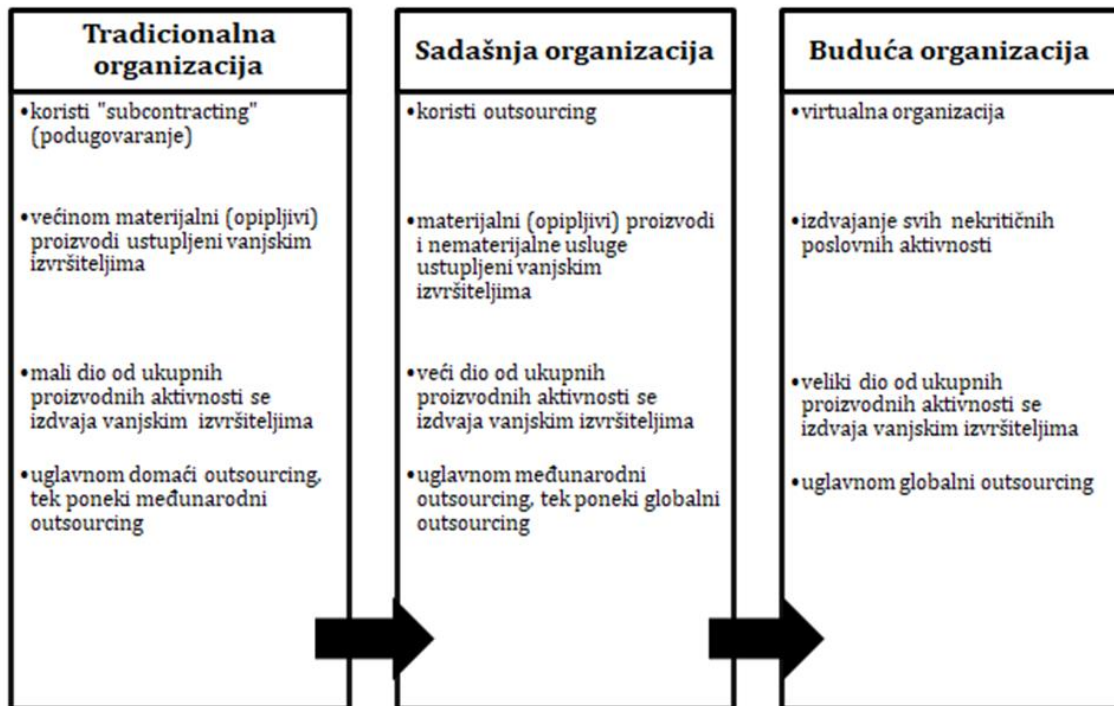 Tradicionalna
organizacija
•koristi "subcontracting"
(podugovaranje)
•većinom materijalni (opipljivi)
proizvodi ustupljeni vanjskim
izvršiteljima
•mali dio od ukupnih
proizvodnih aktivnosti se
izdvaja vanjskim izvršiteljima
•uglavnom domaći outsourcing,
tek poneki međunarodni
outsourcing
Sadašnja organizacija
•koristi outsourcing
•materijalni (opipljivi) proizvodi
i nematerijalne usluge
ustupljeni vanjskim
izvršiteljima
•veći dio od ukupnih
proizvodnih aktivnosti se
izdvaja vanjskim izvršiteljima
•uglavnom međunarodni
outsourcing, tek poneki globalni
outsourcing
Buduća organizacija
•virtualna organizacija
•izdvajanje svih nekritičnih
poslovnih aktivnosti
•veliki dio od ukupnih
proizvodnih aktivnosti se
izdvaja vanjskim izvršiteljima
•uglavnom globalni outsourcing